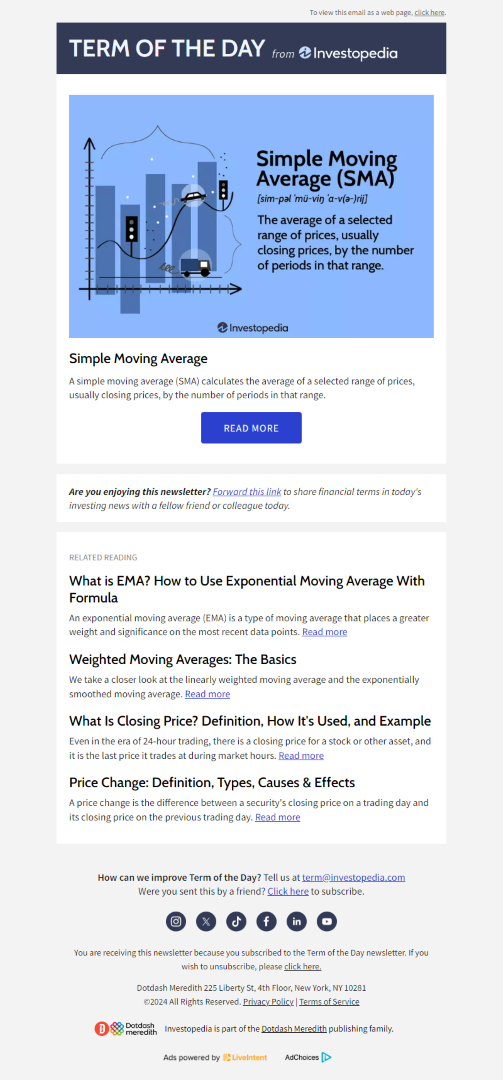 To view this email as a web page, click here.
TERM OF THE DAY from Investopedia
Simple Moving
Average (SMA)
[sim-pəl ˈmü-viŋ ˈa-v(ə-)rij]
The average of a selected
range of prices, usually
closing prices, by the number
of periods in that range.
Investopedia
Simple Moving Average
A simple moving average (SMA) calculates the average of a selected range of prices,
usually closing prices, by the number of periods in that range.
READ MORE
Are you enjoying this newsletter? Forward this link to share financial terms in today's
investing news with a fellow friend or colleague today.
RELATED READING
What is EMA? How to Use Exponential Moving Average With
Formula
An exponential moving average (EMA) is a type of moving average that places a greater
weight and significance on the most recent data points. Read more
Weighted Moving Averages: The Basics
We take a closer look at the linearly weighted moving average and the exponentially
smoothed moving average. Read more
What Is Closing Price? Definition, How It's Used, and Example
Even in the era of 24-hour trading, there is a closing price for a stock or other asset, and
it is the last price it trades at during market hours. Read more
Price Change: Definition, Types, Causes & Effects
A price change is the difference between a security's closing price on a trading day and
its closing price on the previous trading day. Read more
How can we improve Term of the Day? Tell us at term@investopedia.com
Were you sent this by a friend? Click here to subscribe.
You are receiving this newsletter because you subscribed to the Term of the Day newsletter. If you
wish to unsubscribe, please click here.
Dotdash Meredith 225 Liberty St, 4th Floor, New York, NY 10281
©2024 All Rights Reserved. Privacy Policy | Terms of Service
Dotdash
meredith
Investopedia is part of the Dotdash Meredith publishing family.
Ads powered by LiveIntent AdChoices